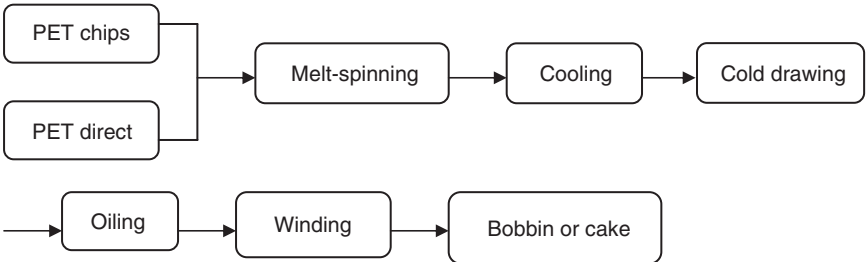 PET chips
Melt-spinning
Cooling
Cold drawing
PET direct
Oiling
Winding
Bobbin or cake